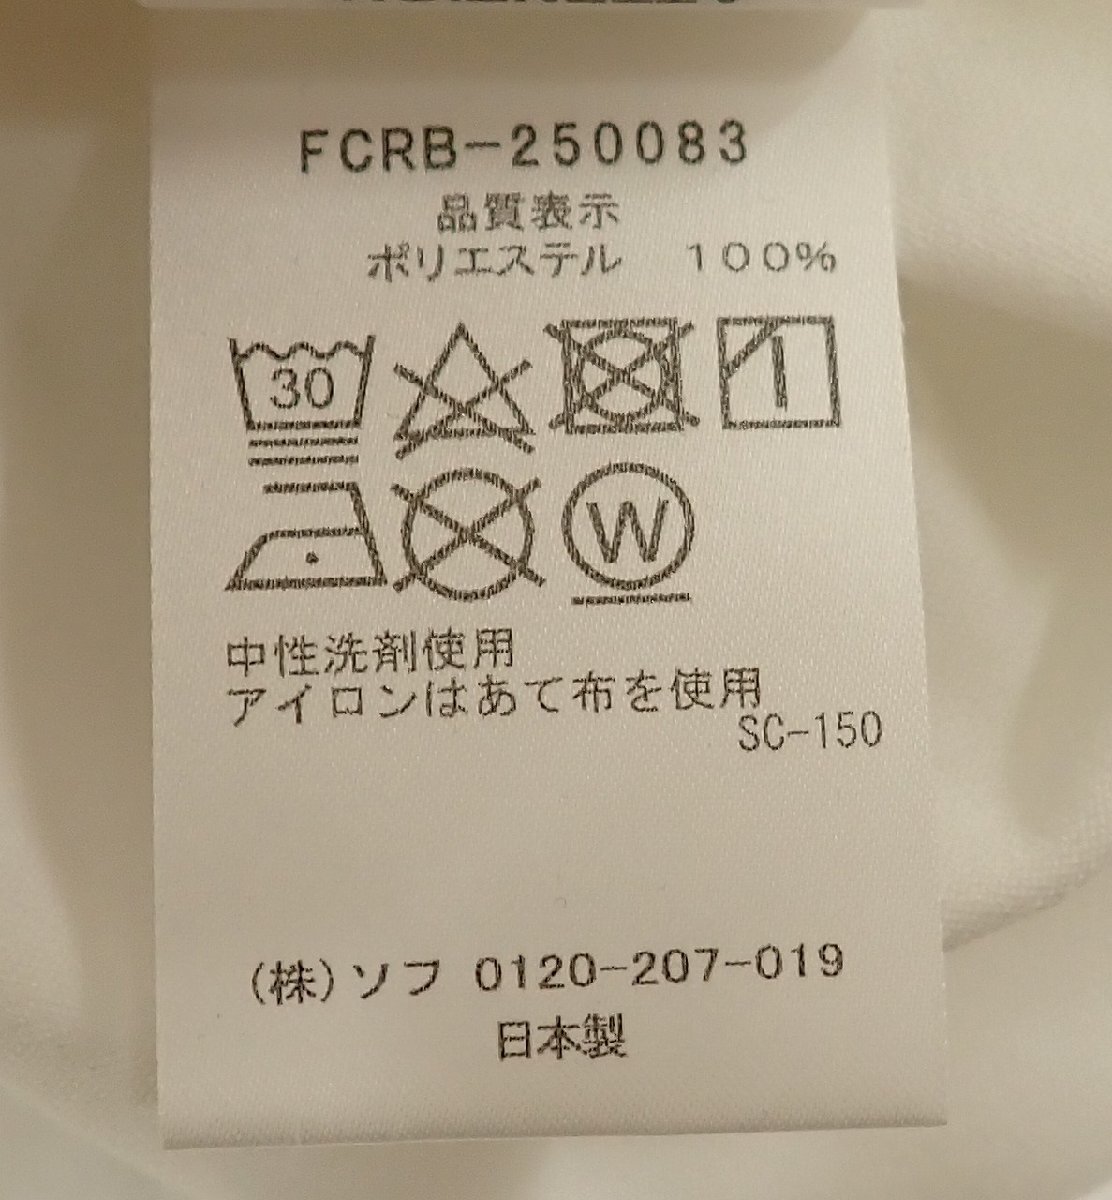 FCRB-250083
品質表示
ポリエステル 100%
30
W
中性洗剤使用
アイロンはあて布を使用
SC-150
(株)ソフ 0120-207-019
日本製